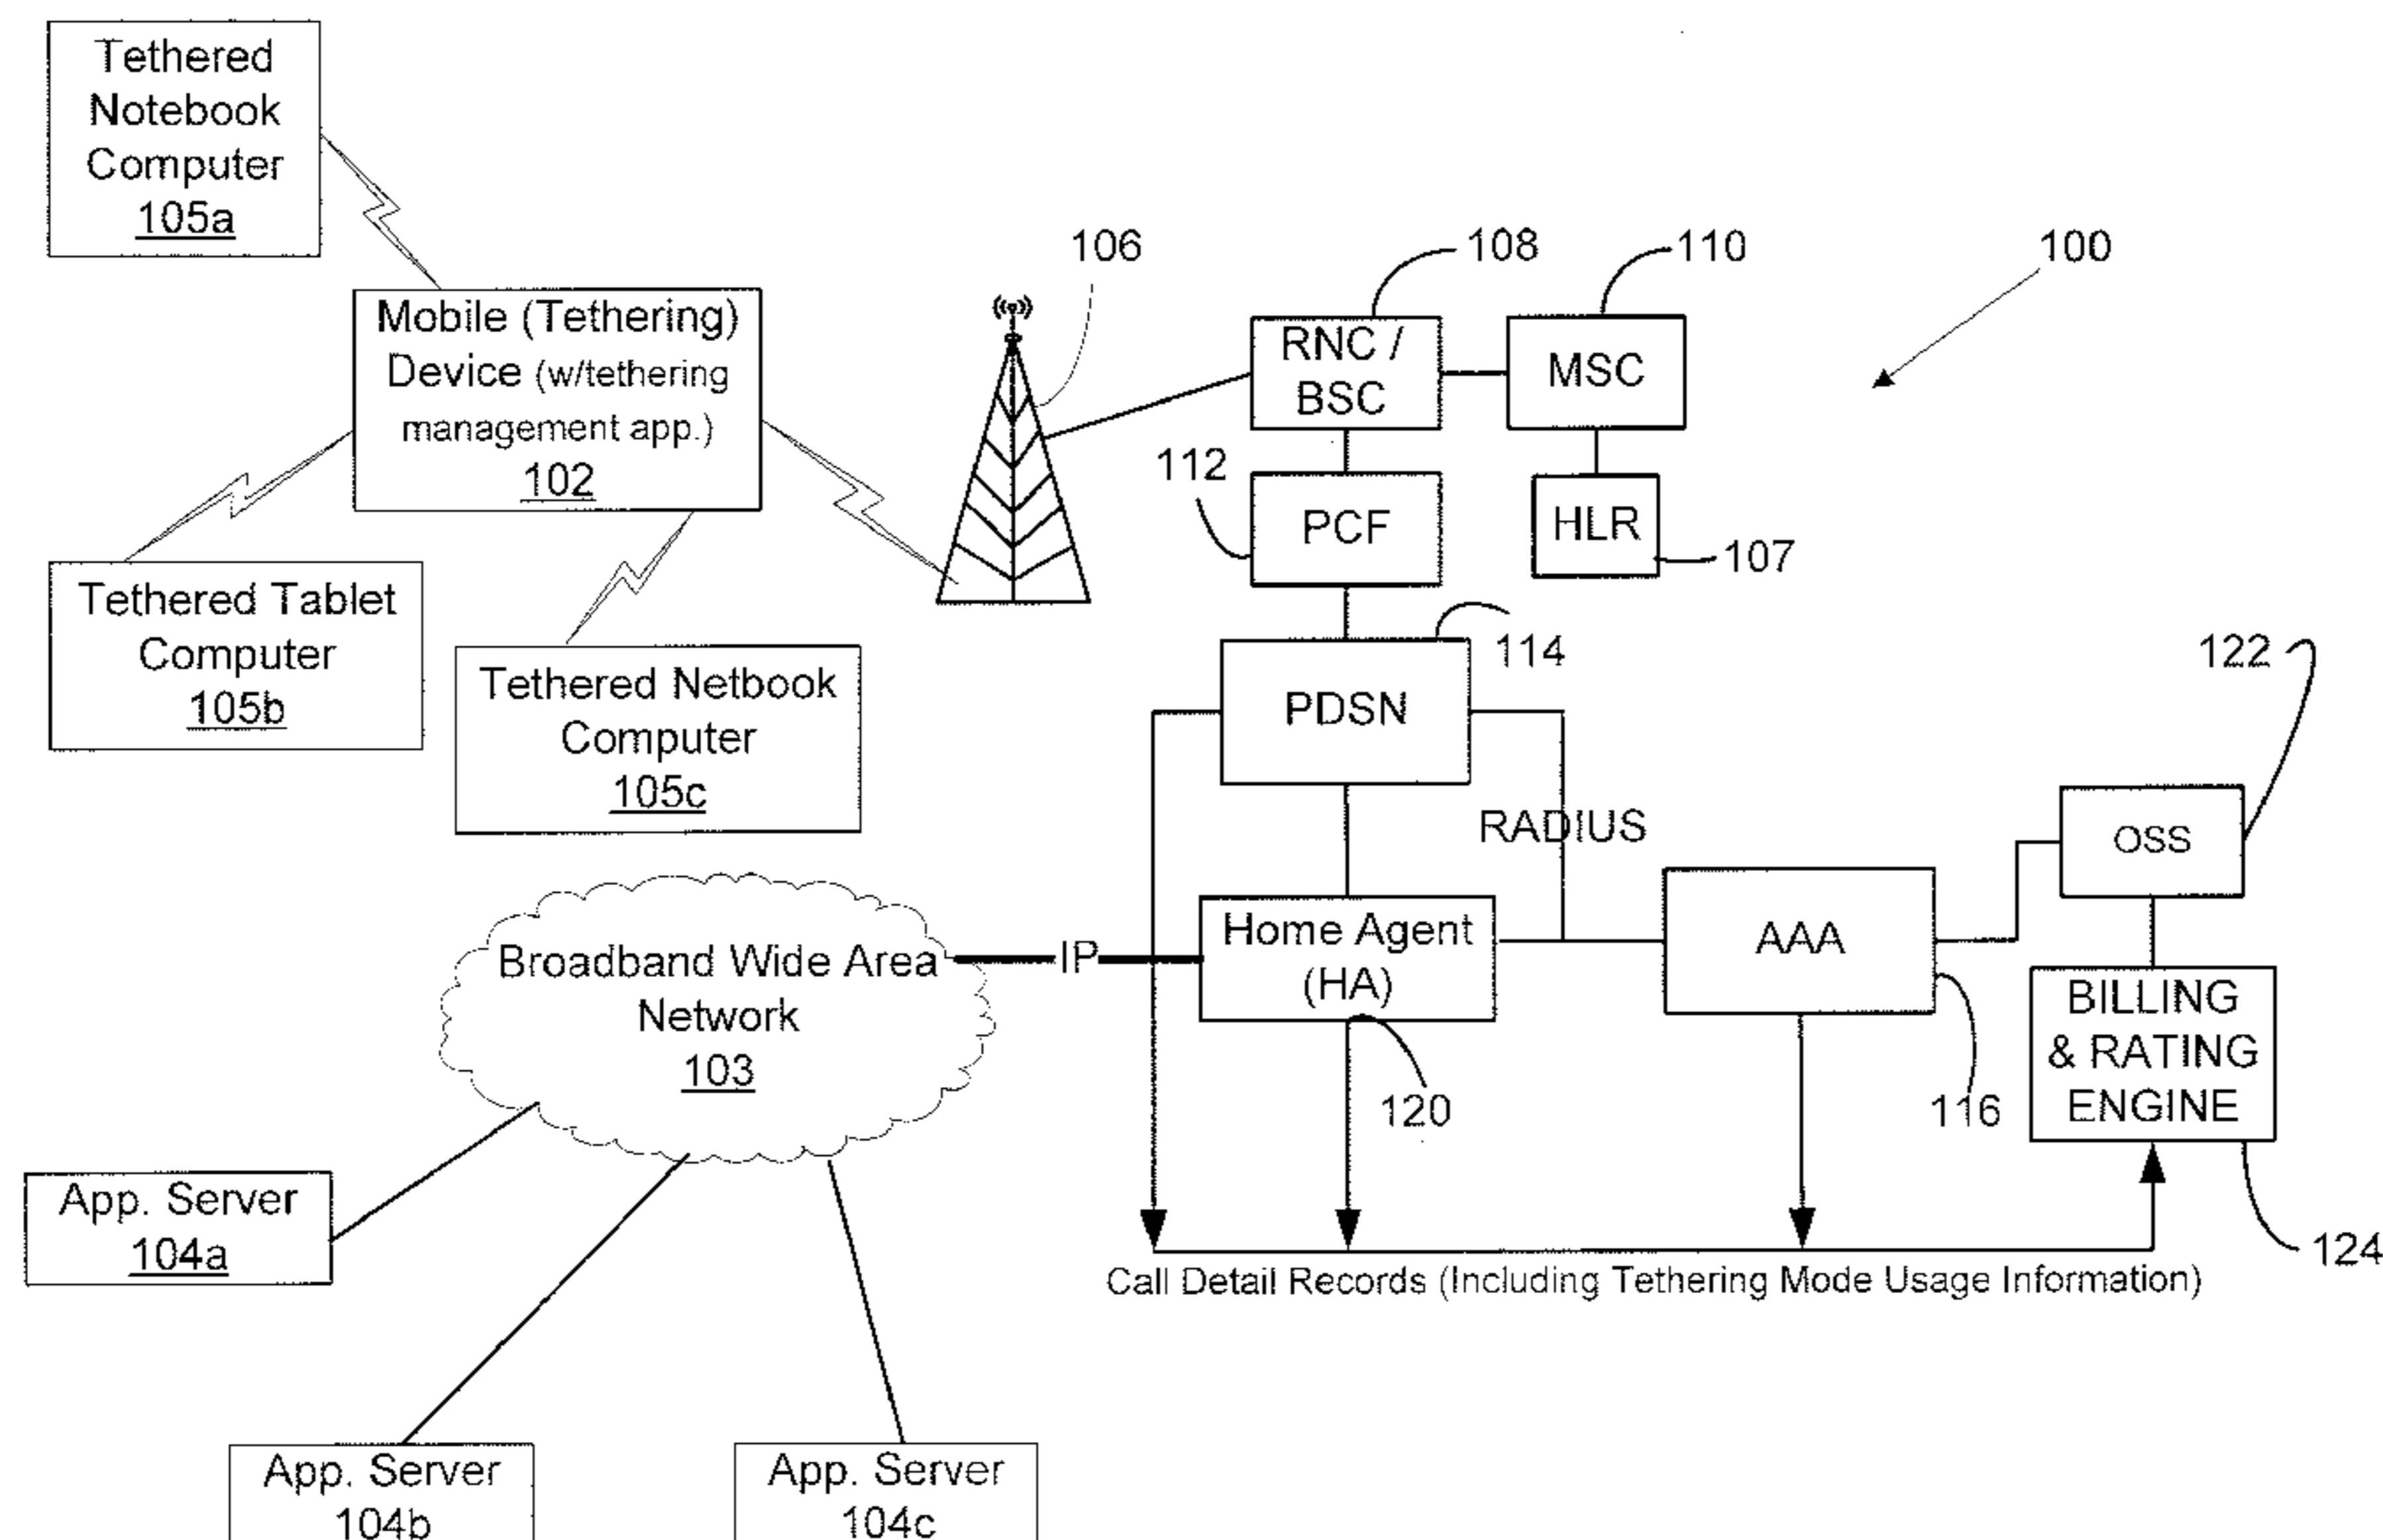 Tethered
Notebook
Computer
105a
Mobile (Tethering)
Device (w/tethering
management app.)
102
Tethered Tablet
Computer
105b
Tethered Netbook
Computer
105c
106
108
110
100
RNC /
BSC
MSC
112
PCF
HLR
107
114
PDSN
122
RADIUS
OSS
Home Agent
(HA)
AAA
IP
Broadband Wide Area
Network
103
BILLING
& RATING
ENGINE
120
116
124
Call Detail Records (Including Tethering Mode Usage Information)
App. Server
104a
App. Server
104b
App. Server
104c